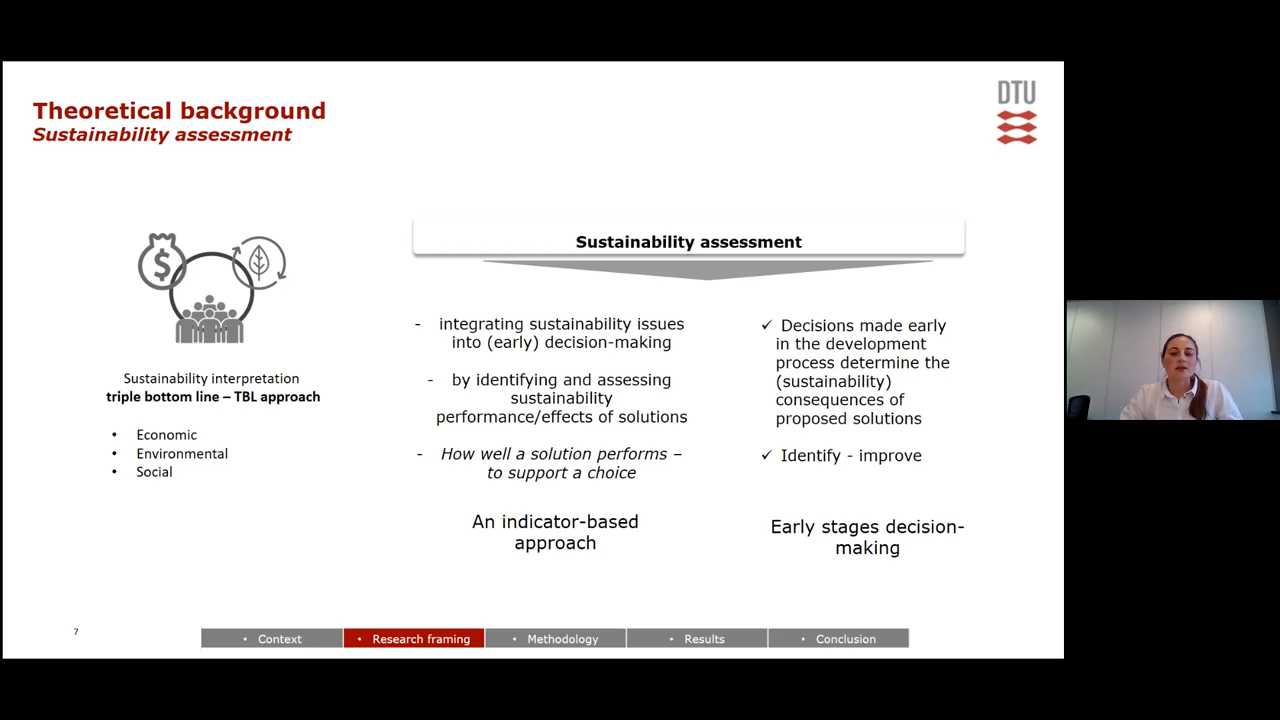 Theoretical background
Sustainability assessment
DTU
$
Sustainability interpretation
triple bottom line – TBL approach
• Economic
• Environmental
• Social
Sustainability assessment
- integrating sustainability issues
into (early) decision-making
- by identifying and assessing
sustainability
performance/effects of solutions
- How well a solution performs –
to support a choice
An indicator-based
approach
✓ Decisions made early
in the development
process determine the
(sustainability)
consequences of
proposed solutions
✓ Identify - improve
Early stages decision-
making
7
• Context
• Research framing
• Methodology
• Results
• Conclusion